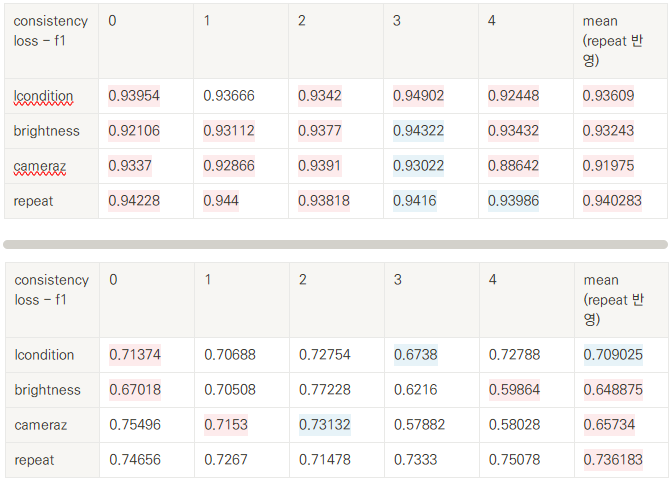 consistency loss – f1 0 1 2 3 4 mean (repeat 반영)
lcondition 0.93954 0.93666 0.9342 0.94902 0.92448 0.93609
brightness 0.92106 0.93112 0.9377 0.94322 0.93432 0.93243
cameraz 0.9337 0.92866 0.9391 0.93022 0.88642 0.91975
repeat 0.94228 0.944 0.93818 0.9416 0.93986 0.940283
consistency loss – f1 0 1 2 3 4 mean (repeat 반영)
lcondition 0.71374 0.70688 0.72754 0.6738 0.72788 0.709025
brightness 0.67018 0.70508 0.77228 0.6216 0.59864 0.648875
cameraz 0.75496 0.7153 0.73132 0.57882 0.58028 0.65734
repeat 0.74656 0.7267 0.71478 0.7333 0.75078 0.736183